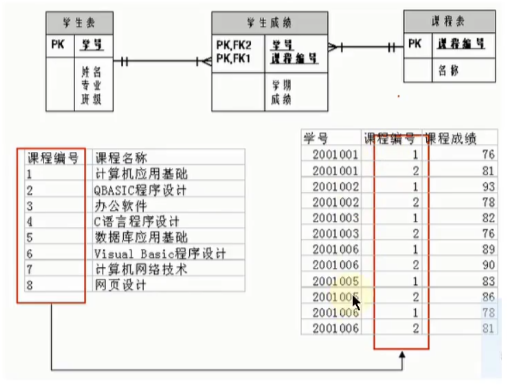 学生表
PK 学号
姓名
专业
班级
学生成绩
PK,FK2 学号
PK,FK1 课程编号
学期
成绩
课程表
PK 课程编号
名称
课程编号 课程名称
1 计算机应用基础
2 QBASIC程序设计
3 办公软件
4 C语言程序设计
5 数据库应用基础
6 Visual Basic程序设计
7 计算机网络技术
8 网页设计
学号 课程编号 课程成绩
2001001 1 76
2001001 2 81
2001002 1 93
2001002 2 78
2001003 1 82
2001003 2 76
2001006 1 89
2001006 2 90
2001005 1 83
2001005 2 86
2001006 1 78
2001006 2 81